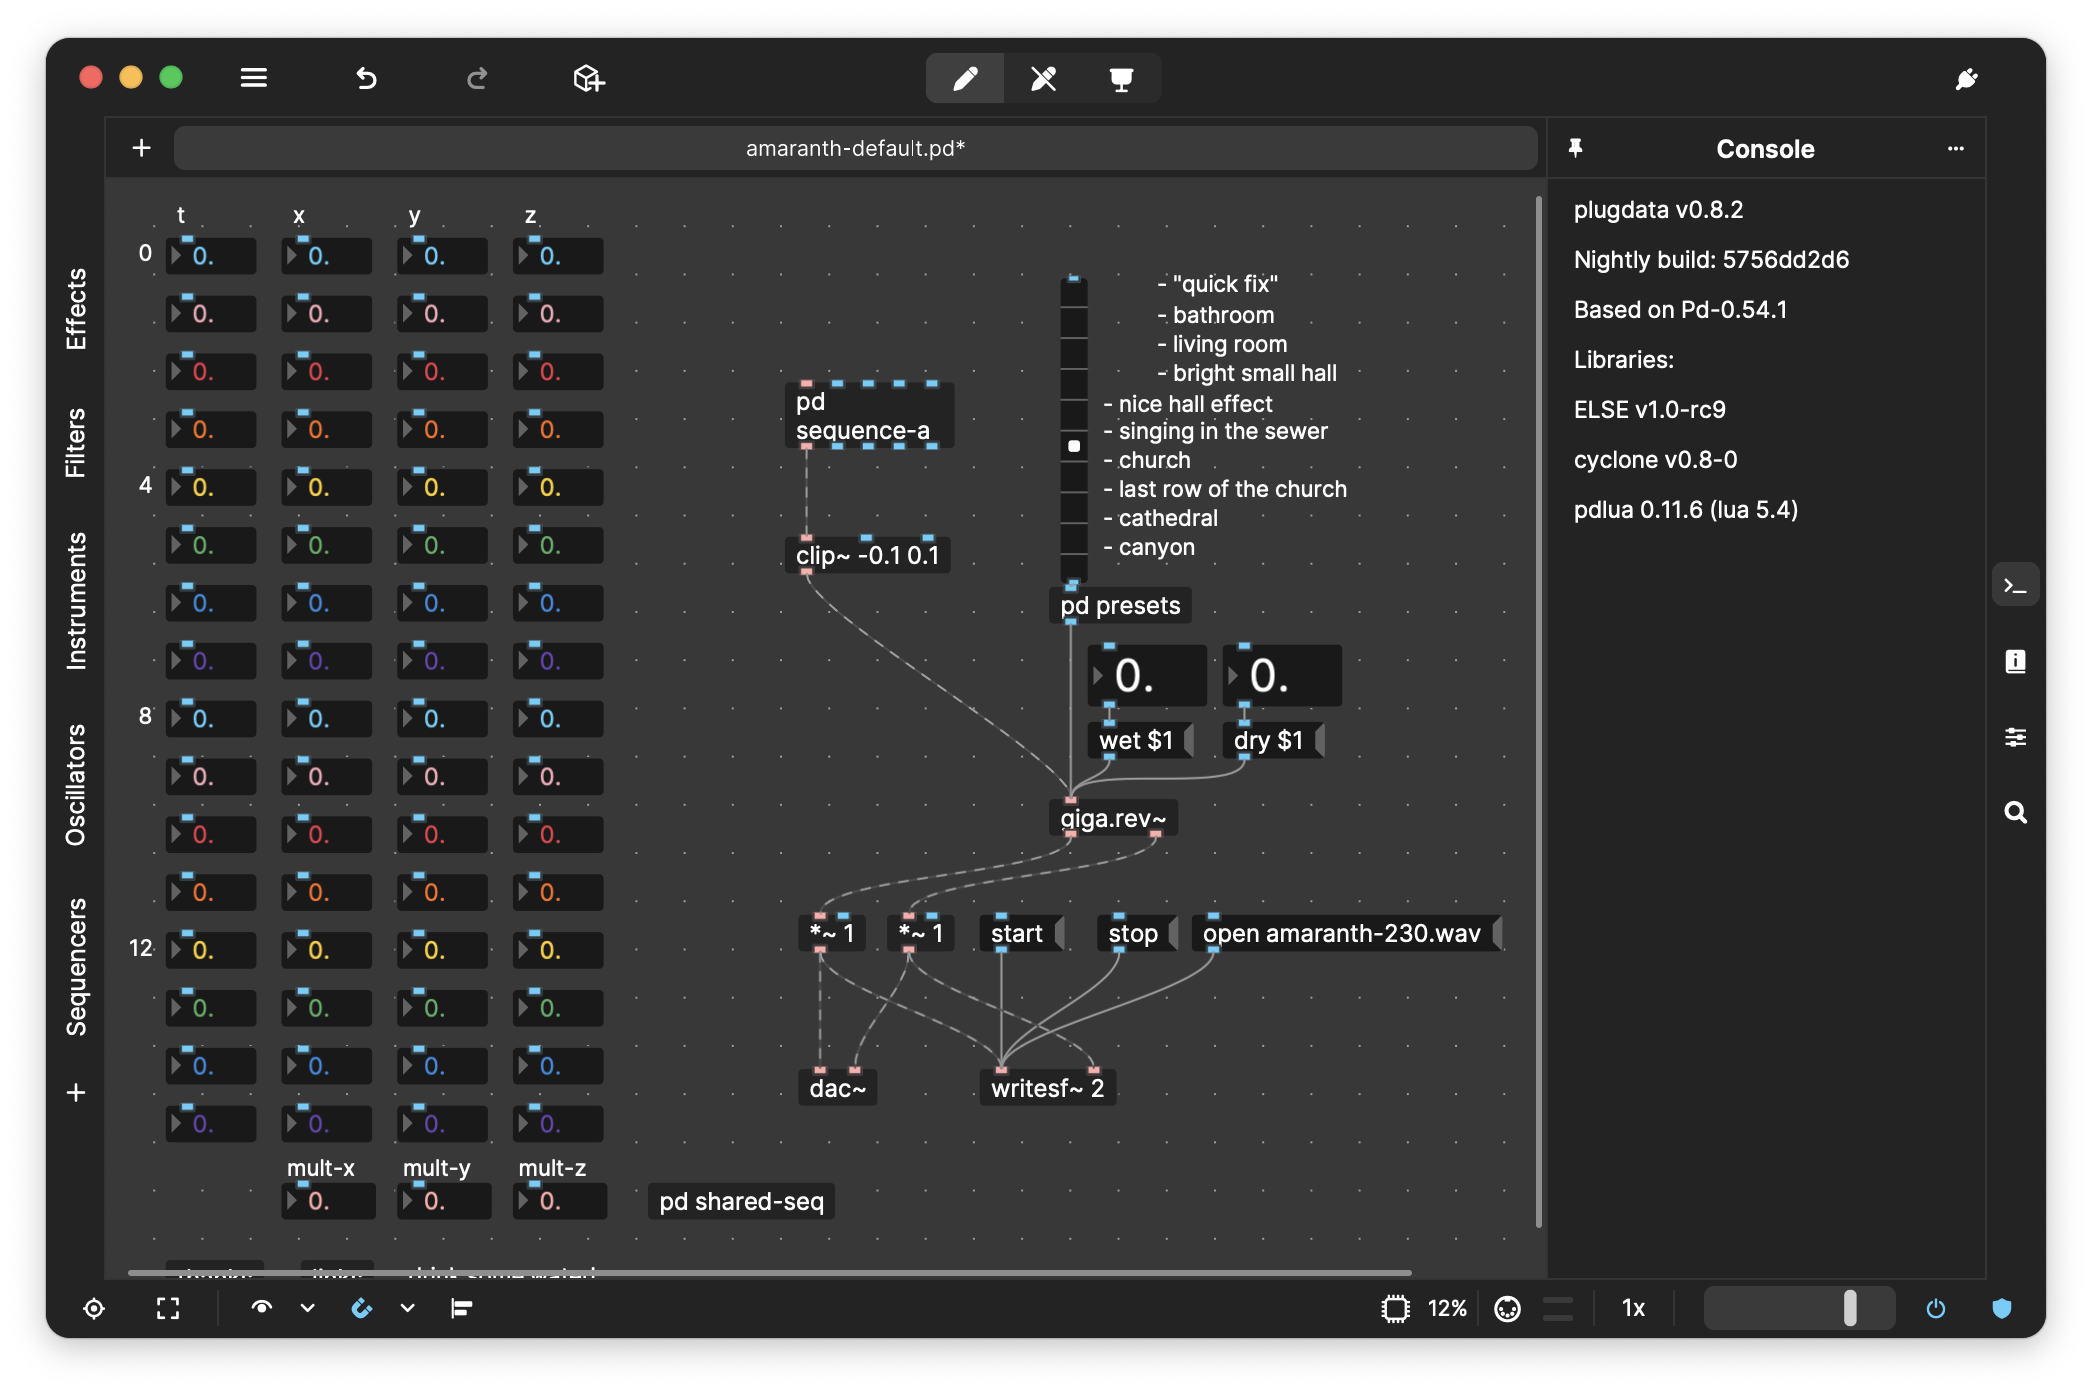 amaranth-default.pd*
Console
Effects
Filters
Instruments
Oscillators
Sequencers
t x y z
0 0. 0. 0. 0.
0. 0. 0. 0.
0. 0. 0. 0.
0. 0. 0. 0.
4 0. 0. 0. 0.
0. 0. 0. 0.
0. 0. 0. 0.
0. 0. 0. 0.
8 0. 0. 0. 0.
0. 0. 0. 0.
0. 0. 0. 0.
0. 0. 0. 0.
12 0. 0. 0. 0.
0. 0. 0. 0.
0. 0. 0. 0.
0. 0. 0. 0.
mult-x mult-y mult-z
0. 0. 0.
pd shared-seq
pd
sequence-a
clip~ -0.1 0.1
- "quick fix"
- bathroom
- living room
- bright small hall
- nice hall effect
- singing in the sewer
- church
- last row of the church
- cathedral
- canyon
pd presets
0. 0.
wet $1 dry $1
giga.rev~
*~ 1 *~ 1 start stop open amaranth-230.wav
dac~ writesf~ 2
plugdata v0.8.2
Nightly build: 5756dd2d6
Based on Pd-0.54.1
Libraries:
ELSE v1.0-rc9
cyclone v0.8-0
pdlua 0.11.6 (lua 5.4)
12% 1x